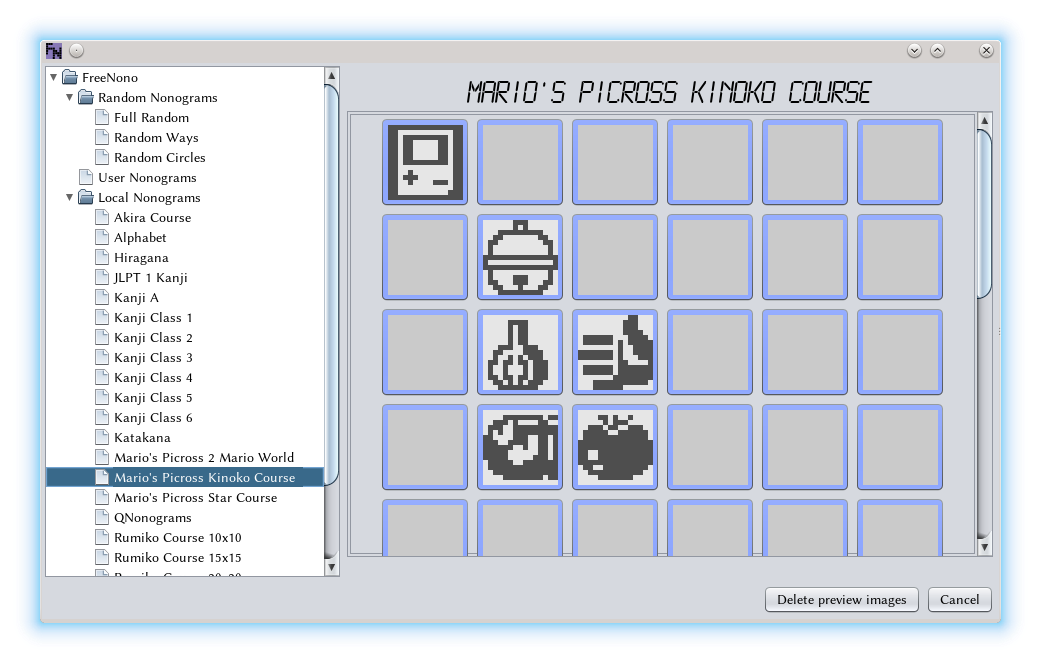 FN
FreeNono
Random Nonograms
Full Random
Random Ways
Random Circles
User Nonograms
Local Nonograms
Akira Course
Alphabet
Hiragana
JLPT 1 Kanji
Kanji A
Kanji Class 1
Kanji Class 2
Kanji Class 3
Kanji Class 4
Kanji Class 5
Kanji Class 6
Katakana
Mario's Picross 2 Mario World
Mario's Picross Kinoko Course
Mario's Picross Star Course
QNonograms
Rumiko Course 10x10
Rumiko Course 15x15
MARIO'S PICROSS KINOKO COURSE
Delete preview images
Cancel